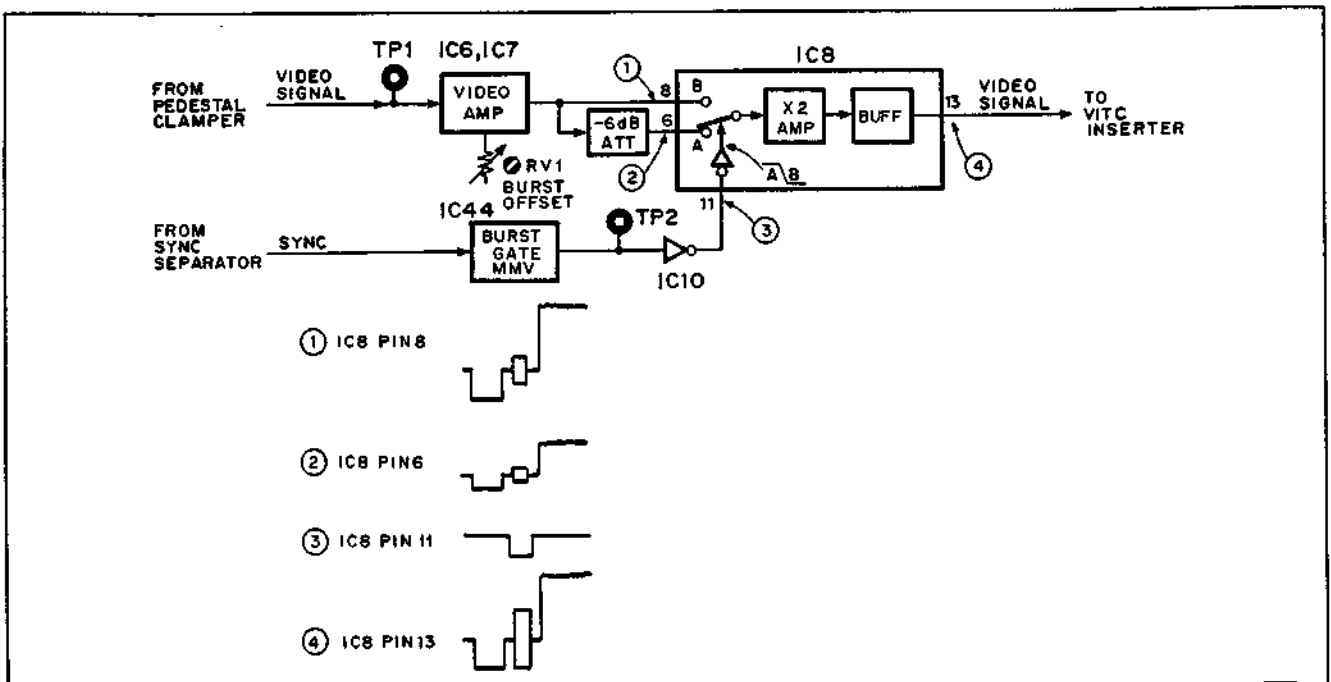 TP1 IC6,IC7 IC8
FROM
PEDESTAL
CLAMPER
VIDEO
SIGNAL
VIDEO
AMP
-6dB
ATT
1
8
B
6
A
2
X2
AMP
BUFF
13
VIDEO
SIGNAL
4
TO
VITC
INSERTER
RV1
BURST
OFFSET
A\B
11
3
FROM
SYNC
SEPARATOR
SYNC
IC44
BURST
GATE
MMV
TP2
IC10
1 IC8 PIN 8
2 IC8 PIN6
3 IC8 PIN 11
4 IC8 PIN13